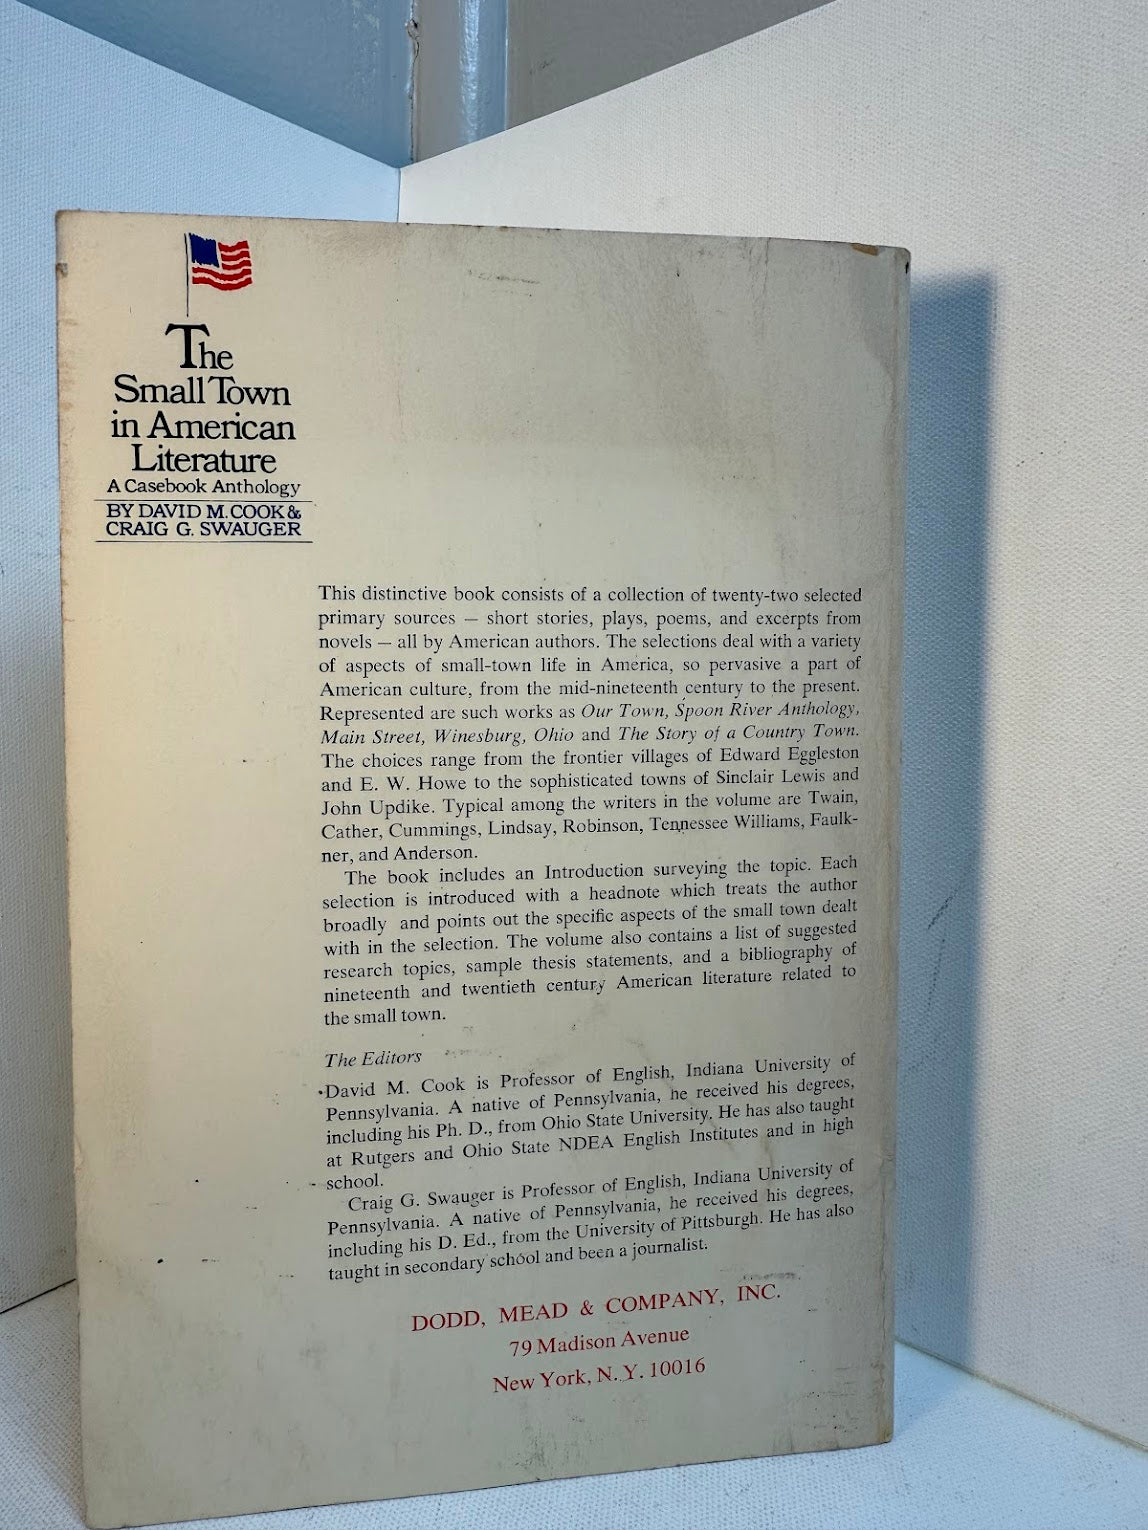 The
Small Town
in American
Literature
A Casebook Anthology
BY DAVID M. COOK &
CRAIG G. SWAUGER
This distinctive book consists of a collection of twenty-two selected
primary sources — short stories, plays, poems, and excerpts from
novels — all by American authors. The selections deal with a variety
of aspects of small-town life in America, so pervasive a part of
American culture, from the mid-nineteenth century to the present.
Represented are such works as Our Town, Spoon River Anthology,
Main Street, Winesburg, Ohio and The Story of a Country Town.
The choices range from the frontier villages of Edward Eggleston
and E. W. Howe to the sophisticated towns of Sinclair Lewis and
John Updike. Typical among the writers in the volume are Twain,
Cather, Cummings, Lindsay, Robinson, Tennessee Williams, Faulk-
ner, and Anderson.
The book includes an Introduction surveying the topic. Each
selection is introduced with a headnote which treats the author
broadly and points out the specific aspects of the small town dealt
with in the selection. The volume also contains a list of suggested
research topics, sample thesis statements, and a bibliography of
nineteenth and twentieth century American literature related to
the small town.
The Editors
David M. Cook is Professor of English, Indiana University of
Pennsylvania. A native of Pennsylvania, he received his degrees,
including his Ph. D., from Ohio State University. He has also taught
at Rutgers and Ohio State NDEA English Institutes and in high
school.
Craig G. Swauger is Professor of English, Indiana University of
Pennsylvania. A native of Pennsylvania, he received his degrees,
including his D. Ed., from the University of Pittsburgh. He has also
taught in secondary school and been a journalist.
DODD, MEAD & COMPANY, INC.
79 Madison Avenue
New York, N. Y. 10016